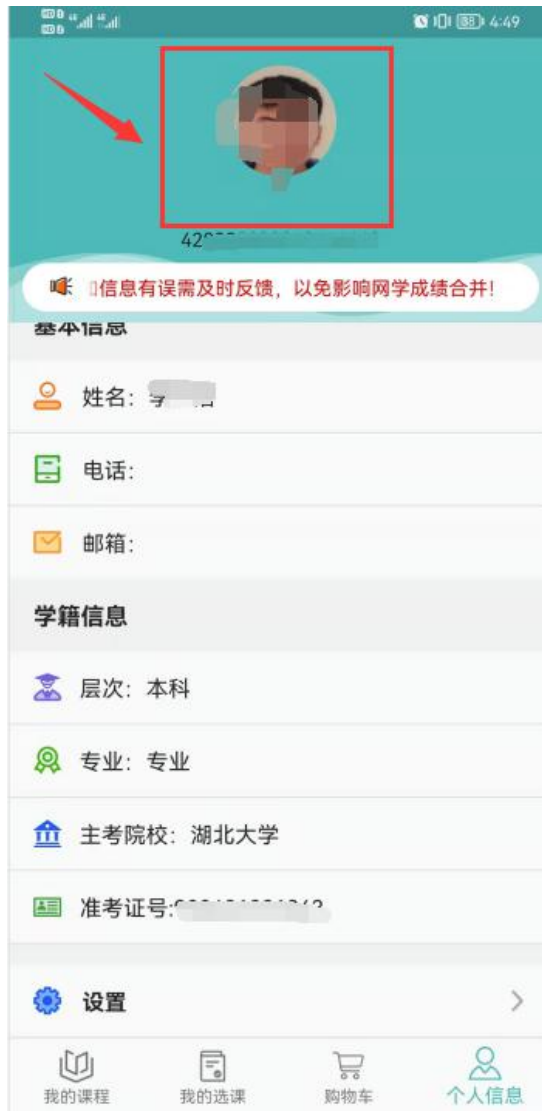 88 4:49
42
信息有误需及时反馈，以免影响网学成绩合并!
基本信息
姓名:
电话:
邮箱:
学籍信息
层次: 本科
专业: 专业
主考院校: 湖北大学
准考证号:
设置
我的课程 我的选课 购物车 个人信息